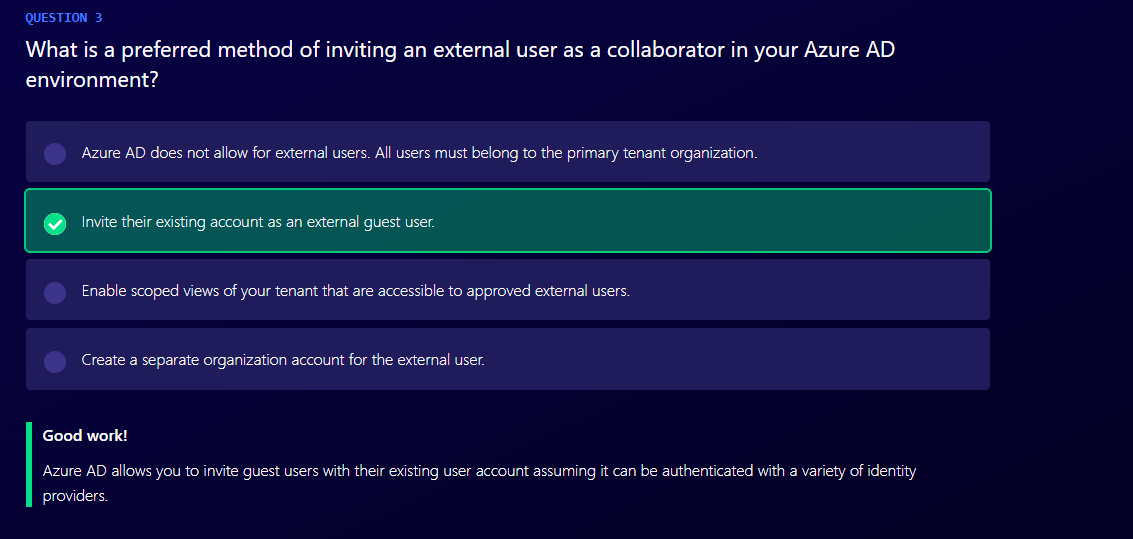 QUESTION 3
What is a preferred method of inviting an external user as a collaborator in your Azure AD
environment?
Azure AD does not allow for external users. All users must belong to the primary tenant organization.
Invite their existing account as an external guest user.
Enable scoped views of your tenant that are accessible to approved external users.
Create a separate organization account for the external user.
Good work!
Azure AD allows you to invite guest users with their existing user account assuming it can be authenticated with a variety of identity
providers.